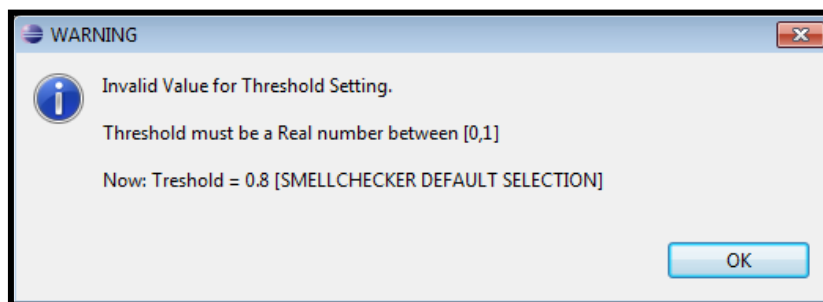 WARNING
Invalid Value for Threshold Setting.
Threshold must be a Real number between [0,1]
Now: Treshold = 0.8 [SMELLCHECKER DEFAULT SELECTION]
OK